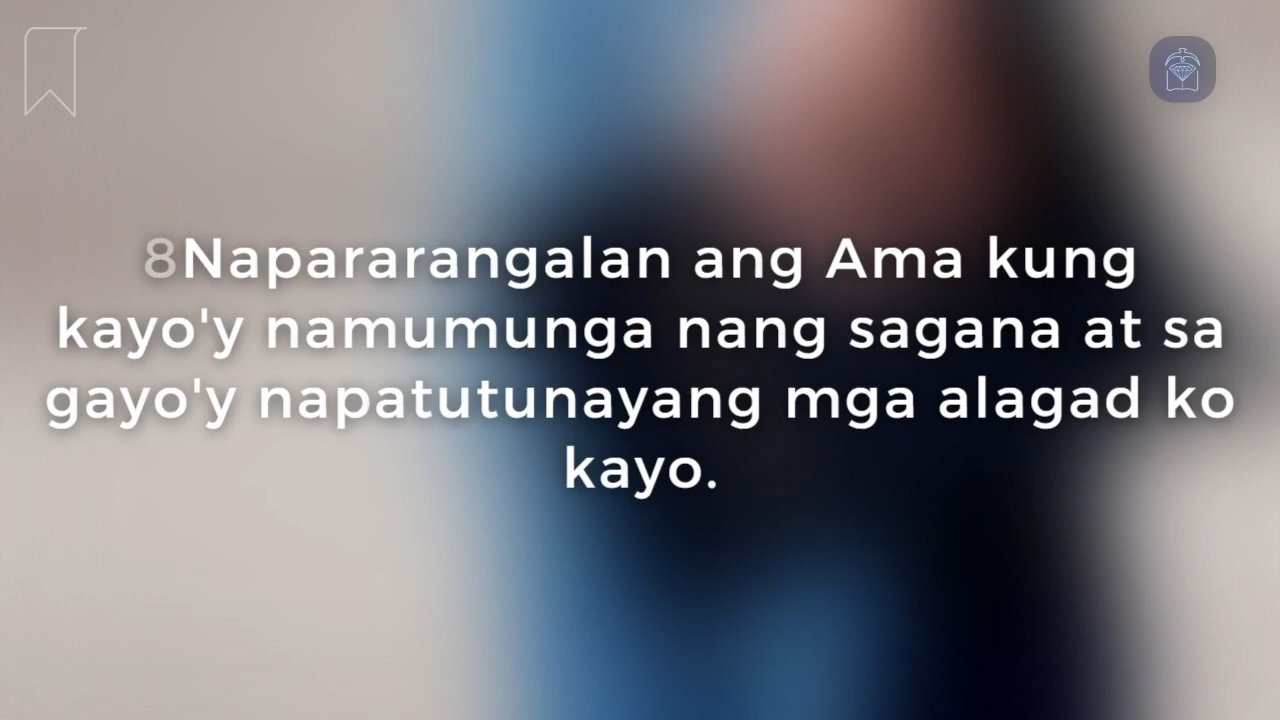 8Napararangalan ang Ama kung
kayo'y namumunga nang sagana at sa
gayo'y napatutunayang mga alagad ko
kayo.